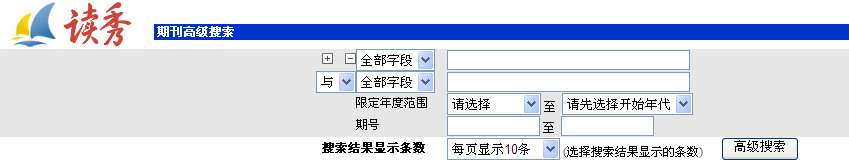 读秀 期刊高级搜索
全部字段
与 全部字段
限定年度范围 请选择 至 请先选择开始年代
期号 至
搜索结果显示条数 每页显示10条 (选择搜索结果显示的条数) 高级搜索